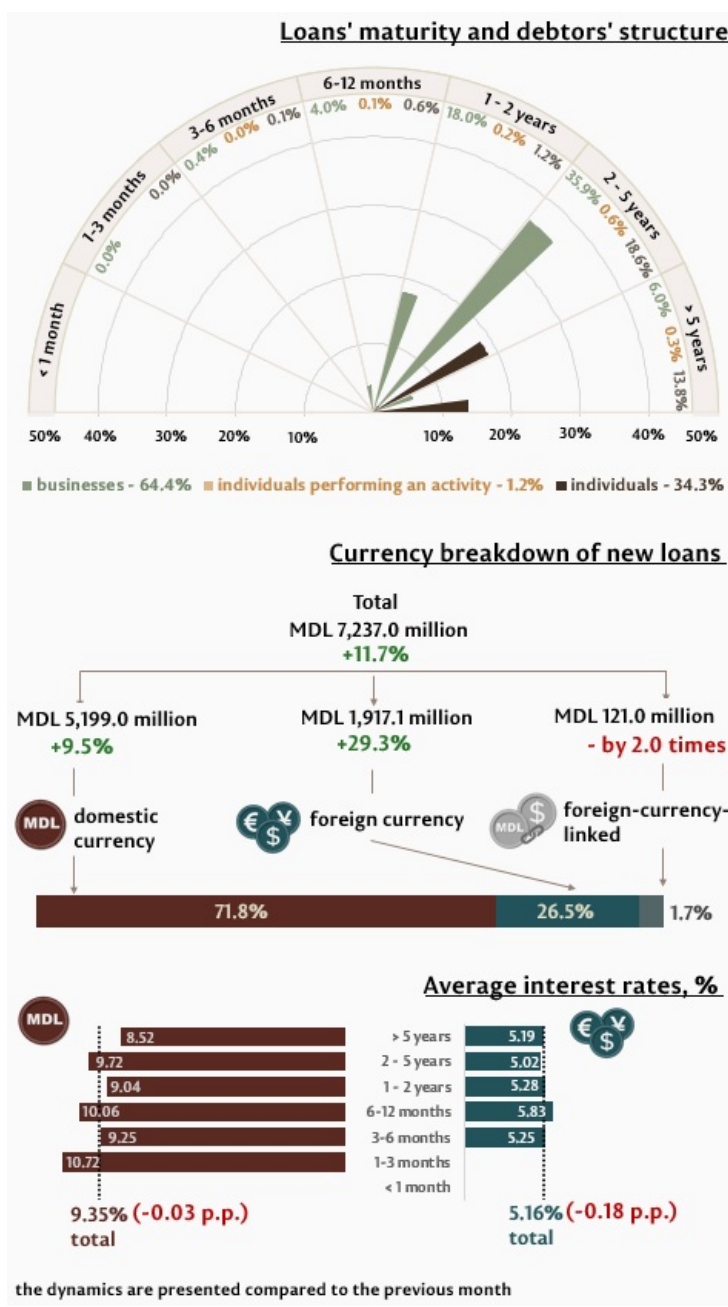 Loans' maturity and debtors' structure
< 1 month
1-3 months
0.0%
3-6 months
0.0% 0.4% 0.0% 0.1%
6-12 months
4.0% 0.1% 0.6%
1 - 2 years
18.0% 0.2% 1.2%
2 - 5 years
35.9% 0.6% 18.6%
> 5 years
6.0% 0.3% 13.8%
50% 40% 30% 20% 10% 10% 20% 30% 40% 50%
businesses - 64.4% individuals performing an activity - 1.2% individuals - 34.3%
Currency breakdown of new loans
Total
MDL 7,237.0 million
+11.7%
MDL 5,199.0 million
+9.5%
MDL 1,917.1 million
+29.3%
MDL 121.0 million
- by 2.0 times
MDL domestic
currency
€ ¥ $ foreign currency
MDL $ foreign-currency-
linked
71.8% 26.5% 1.7%
Average interest rates, %
MDL € ¥ $
8.52 > 5 years 5.19
9.72 2 - 5 years 5.02
9.04 1 - 2 years 5.28
10.06 6-12 months 5.83
9.25 3-6 months 5.25
10.72 1-3 months
< 1 month
9.35% (-0.03 p.p.)
total
5.16% (-0.18 p.p.)
total
the dynamics are presented compared to the previous month